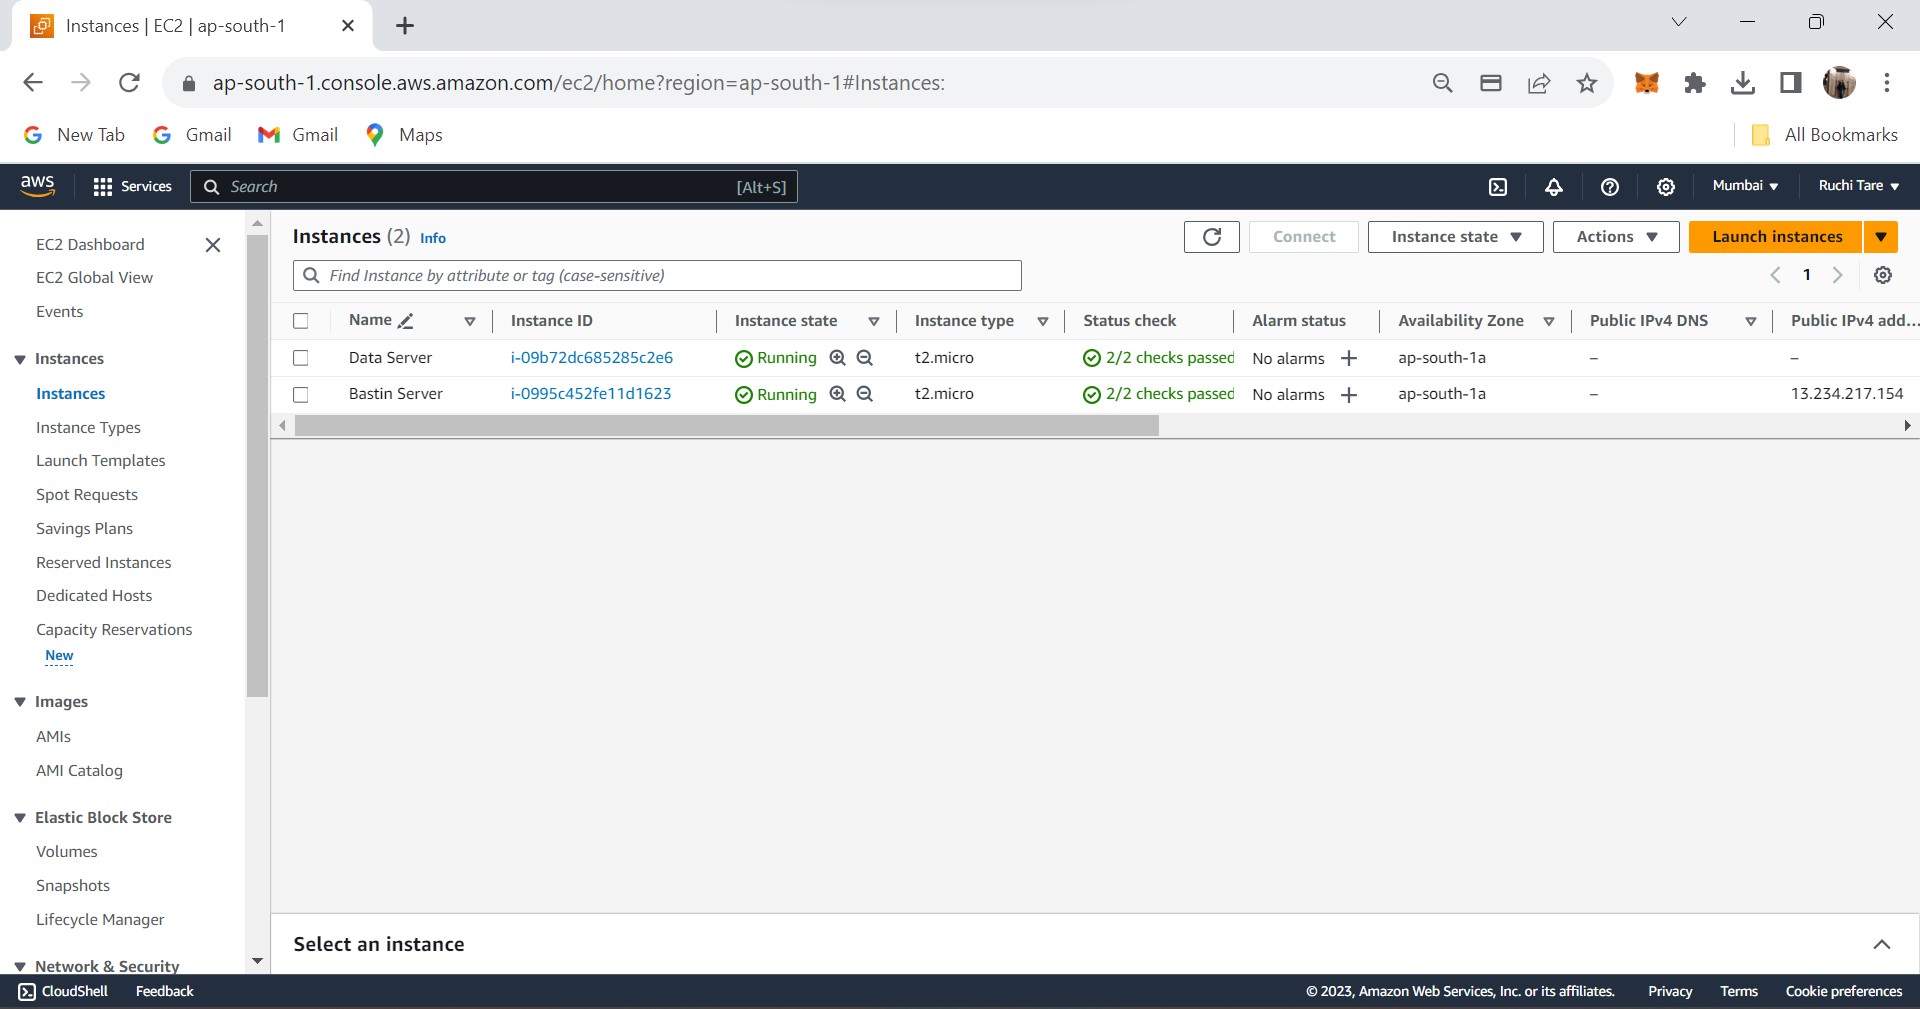 Instances | EC2 | ap-south-1
ap-south-1.console.aws.amazon.com/ec2/home?region=ap-south-1#Instances:
New Tab Gmail Gmail Maps All Bookmarks
aws Services Search [Alt+S] Mumbai Ruchi Tare
EC2 Dashboard
EC2 Global View
Events
Instances
Instances
Instance Types
Launch Templates
Spot Requests
Savings Plans
Reserved Instances
Dedicated Hosts
Capacity Reservations
New
Images
AMIs
AMI Catalog
Elastic Block Store
Volumes
Snapshots
Lifecycle Manager
Network & Security
Instances (2) Info Connect Instance state Actions Launch instances
Find Instance by attribute or tag (case-sensitive) 1
Name Instance ID Instance state Instance type Status check Alarm status Availability Zone Public IPv4 DNS Public IPv4 add...
Data Server i-09b72dc685285c2e6 Running t2.micro 2/2 checks passed No alarms + ap-south-1a – –
Bastin Server i-0995c452fe11d1623 Running t2.micro 2/2 checks passed No alarms + ap-south-1a – 13.234.217.154
Select an instance
CloudShell Feedback © 2023, Amazon Web Services, Inc. or its affiliates. Privacy Terms Cookie preferences